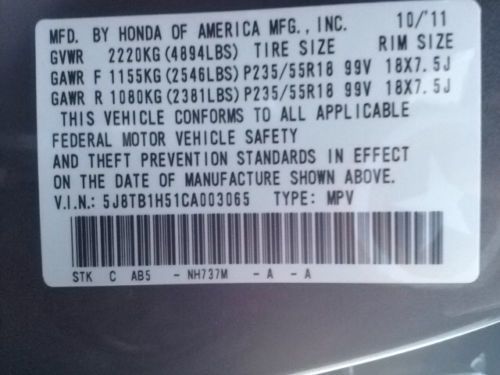 MFD. BY HONDA OF AMERICA MFG., INC. 10/'11
GVWR 2220KG(4894LBS) TIRE SIZE RIM SIZE
GAWR F 1155KG(2546LBS) P235/55R18 99V 18X7.5J
GAWR R 1080KG(2381LBS) P235/55R18 99V 18X7.5J
THIS VEHICLE CONFORMS TO ALL APPLICABLE
FEDERAL MOTOR VEHICLE SAFETY
AND THEFT PREVENTION STANDARDS IN EFFECT
ON THE DATE OF MANUFACTURE SHOWN ABOVE.
V.I.N.: 5J8TB1H51CA003065 TYPE: MPV
STK C AB5 - NH737M - A - A